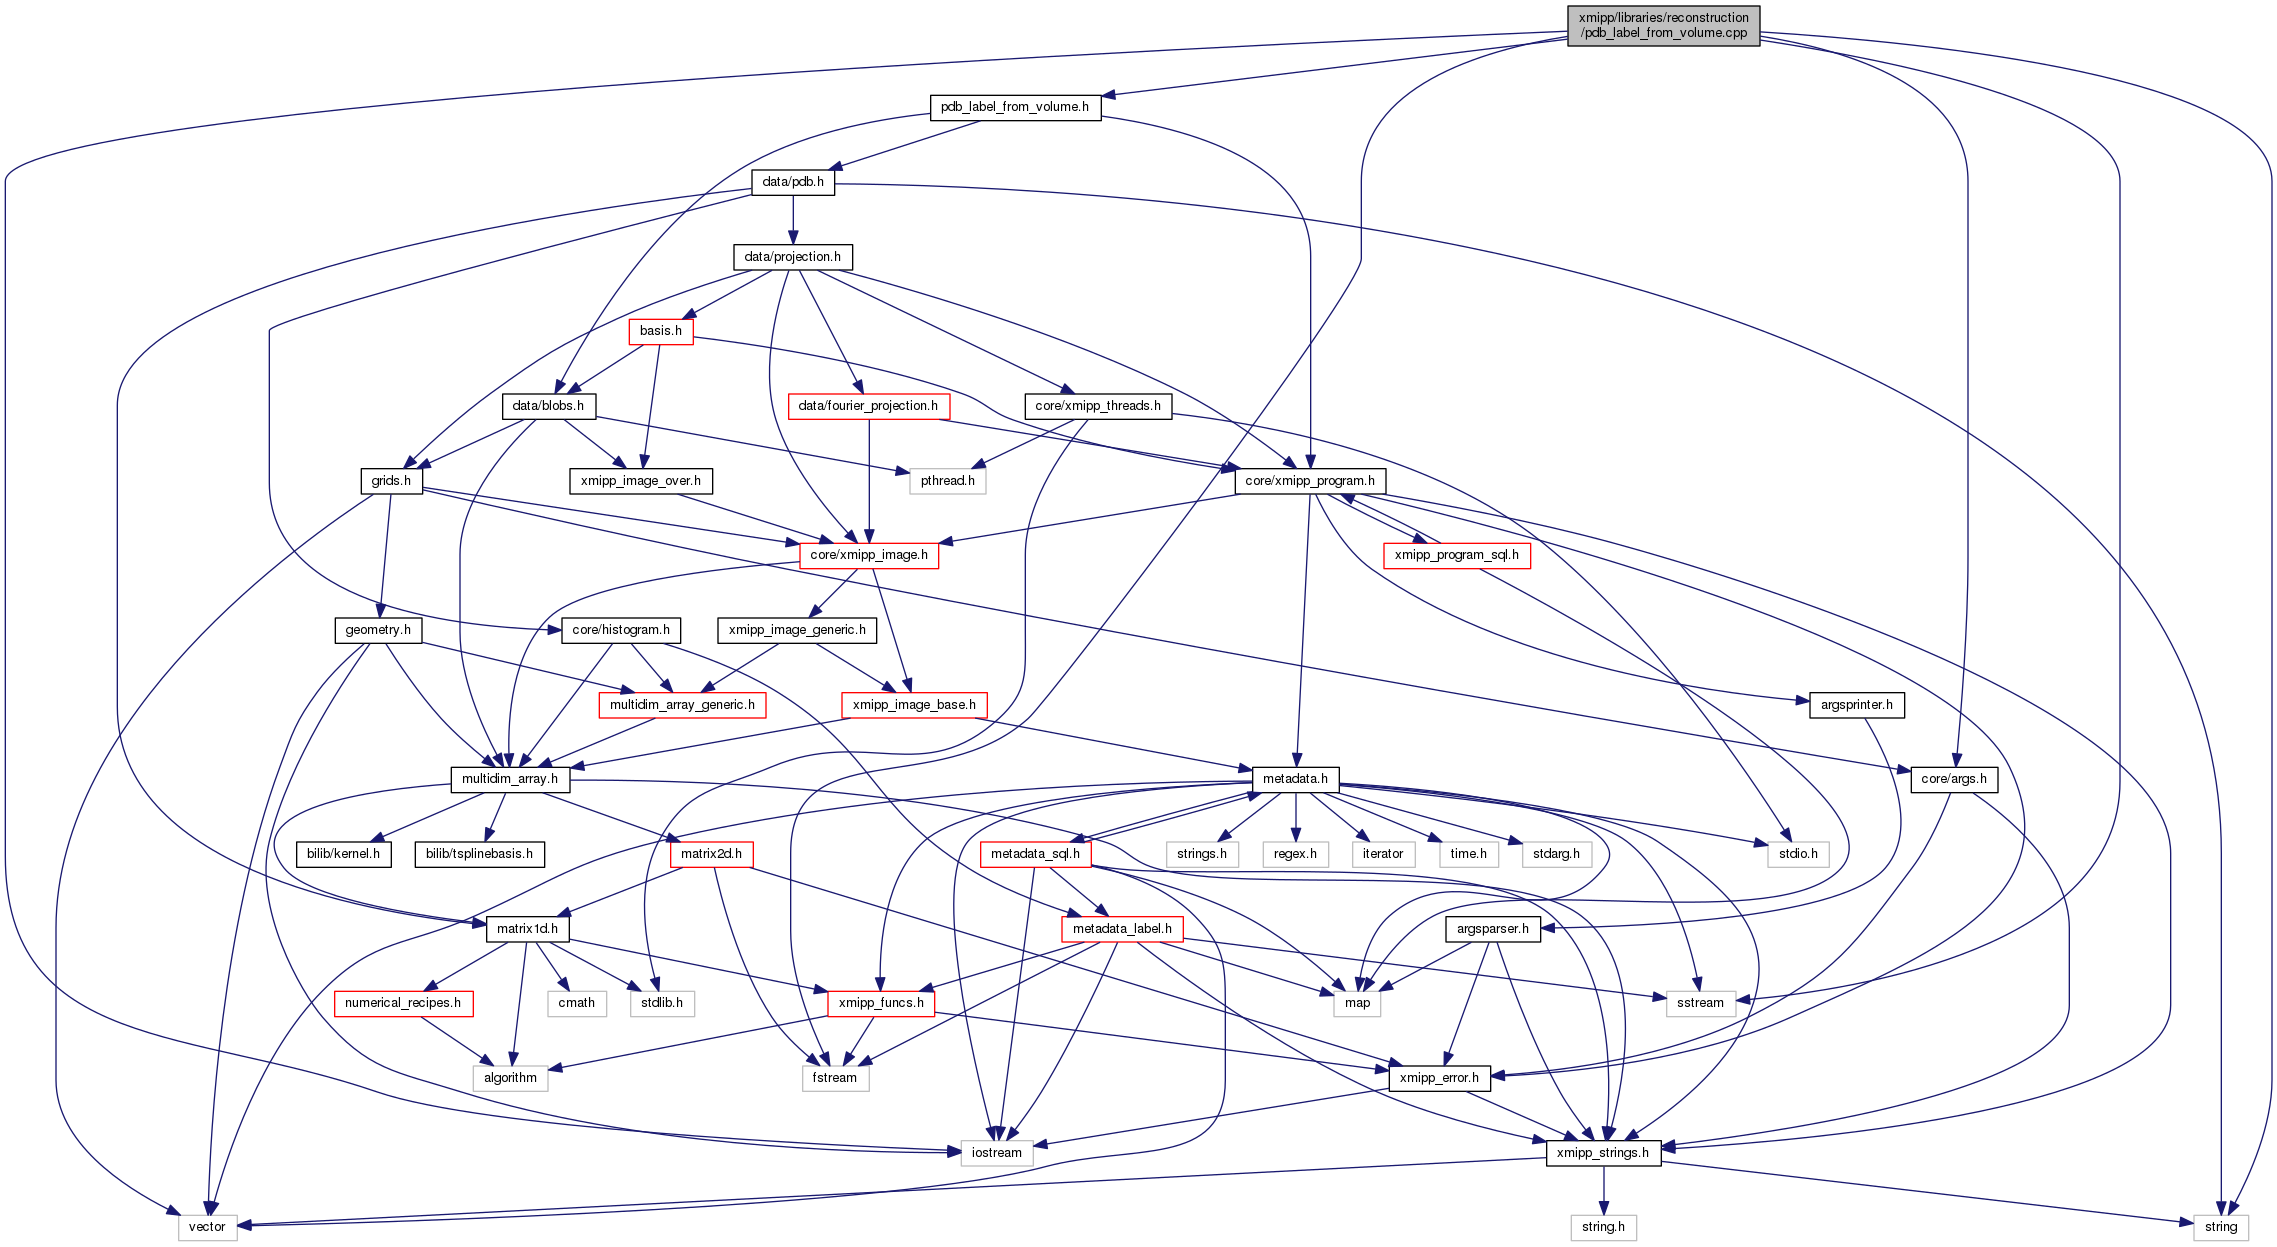 xmipp/libraries/reconstruction
/pdb_label_from_volume.cpp
pdb_label_from_volume.h
data/pdb.h
data/projection.h
basis.h
data/blobs.h
data/fourier_projection.h
core/xmipp_threads.h
grids.h
xmipp_image_over.h
pthread.h
core/xmipp_program.h
core/xmipp_image.h
xmipp_program_sql.h
geometry.h
core/histogram.h
xmipp_image_generic.h
multidim_array_generic.h
xmipp_image_base.h
argsprinter.h
multidim_array.h
metadata.h
core/args.h
bilib/kernel.h
bilib/tsplinebasis.h
matrix2d.h
metadata_sql.h
strings.h
regex.h
iterator
time.h
stdarg.h
stdio.h
matrix1d.h
metadata_label.h
argsparser.h
numerical_recipes.h
cmath
stdlib.h
xmipp_funcs.h
map
sstream
algorithm
fstream
xmipp_error.h
iostream
xmipp_strings.h
vector
string.h
string